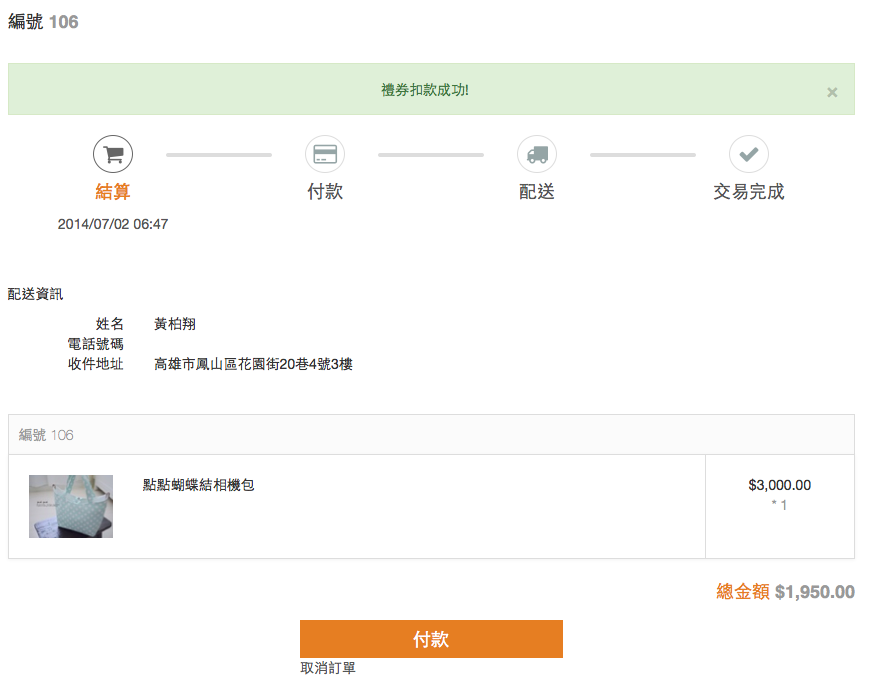 編號 106
禮券扣款成功!
×
結算
付款
配送
交易完成
2014/07/02 06:47
配送資訊
姓名 黃柏翔
電話號碼
收件地址 高雄市鳳山區花園街20巷4號3樓
編號 106
點點蝴蝶結相機包
$3,000.00
* 1
總金額 $1,950.00
付款
取消訂單